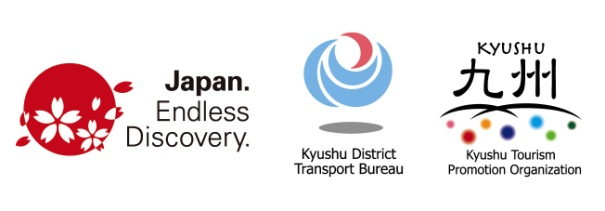 Japan.
Endless
Discovery.
Kyushu District
Transport Bureau
KYUSHU
九州
Kyushu Tourism
Promotion Organization